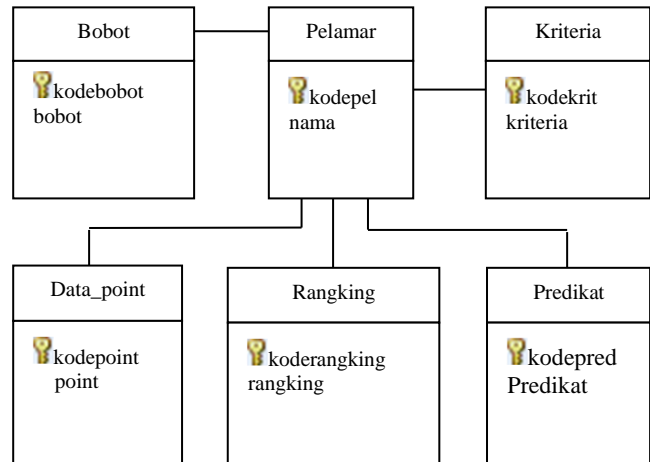 Bobot
kodebobot
bobot
Pelamar
kodepel
nama
Kriteria
kodekrit
kriteria
Data_point
kodepoint
point
Rangking
koderangking
rangking
Predikat
kodepred
Predikat